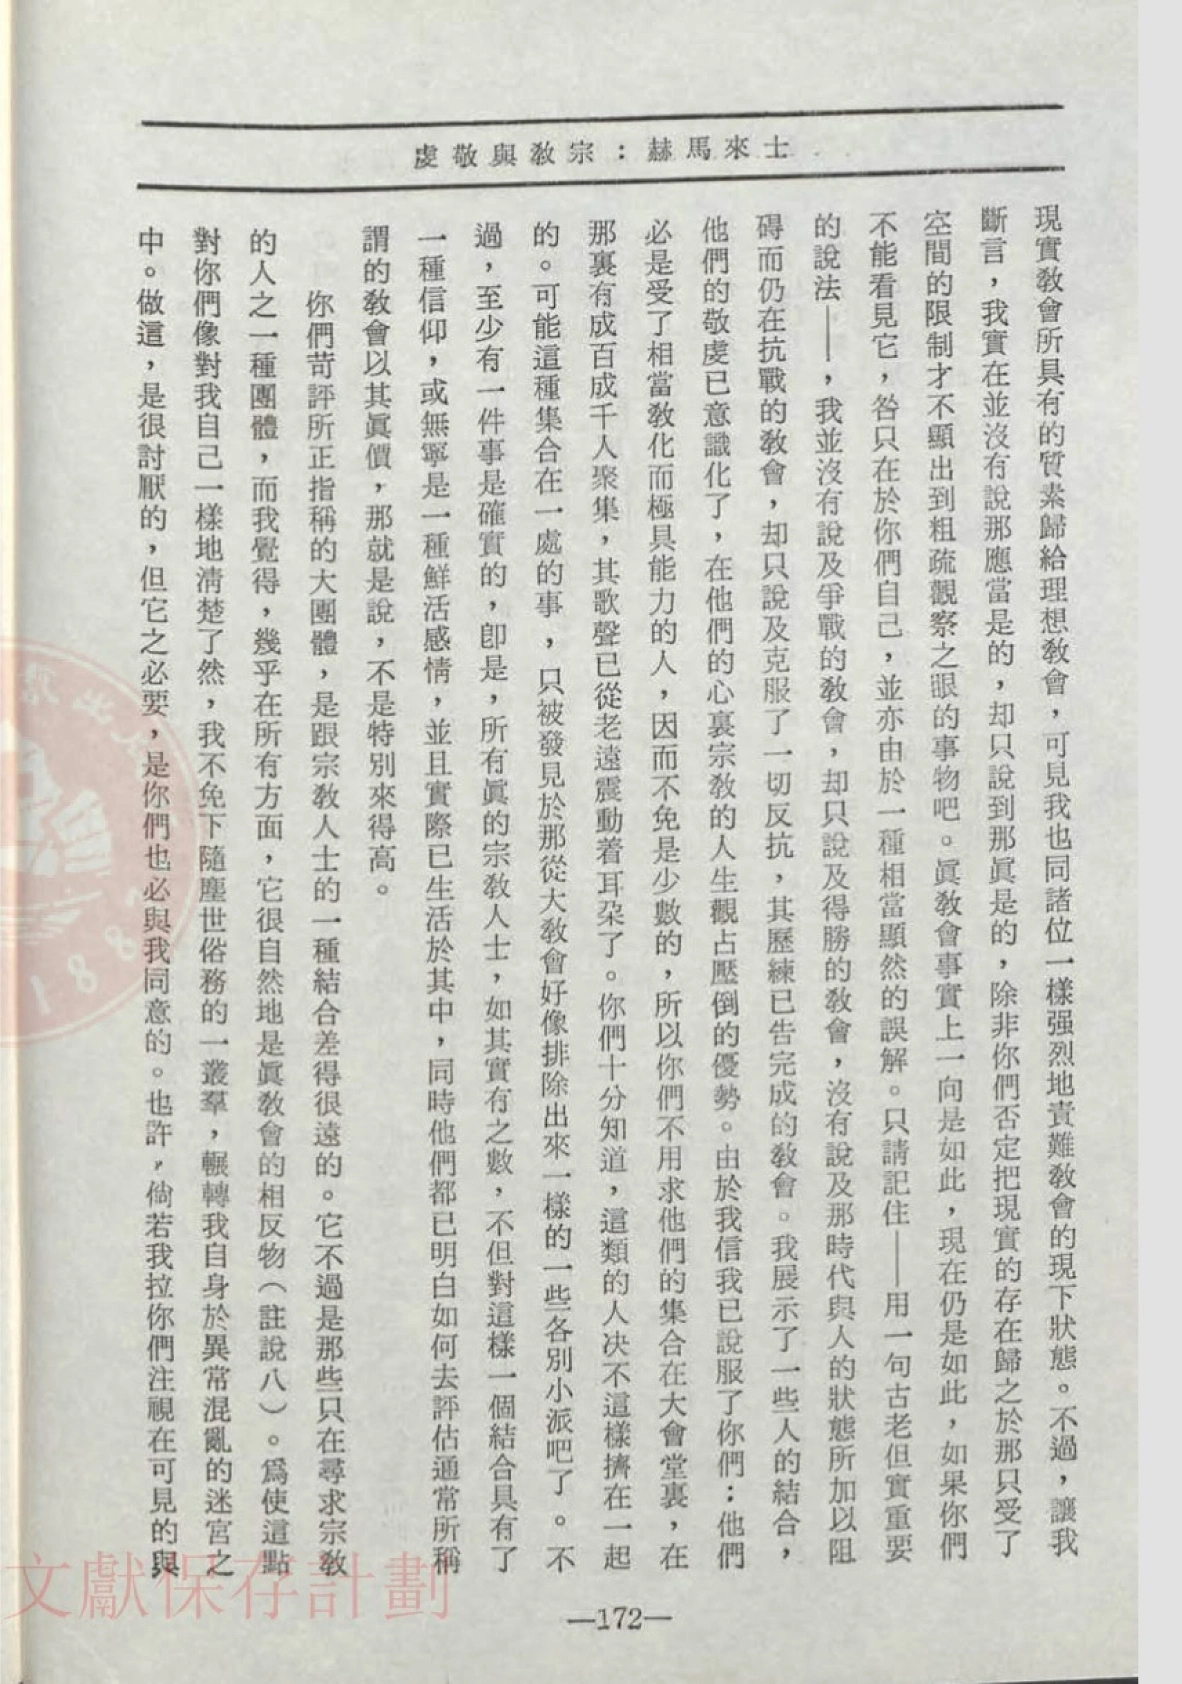 士來馬赫：宗敎與敬虔
現實敎會所具有的質素歸給理想敎會，可見我也同諸位一樣强烈地責難敎會的現下狀態。不過，讓我
斷言，我實在並沒有說那應當是的，却只說到那眞是的，除非你們否定把現實的存在歸之於那只受了
空間的限制才不顯出到粗疏觀察之眼的事物吧。眞敎會事實上一向是如此，現在仍是如此，如果你們
不能看見它，咎只在於你們自己，並亦由於一種相當顯然的誤解。只請記住——用一句古老但實重要
的說法——，我並沒有說及爭戰的敎會，却只說及得勝的敎會，沒有說及那時代與人的狀態所加以阻
碍而仍在抗戰的敎會，却只說及克服了一切反抗，其歷練已告完成的敎會。我展示了一些人的結合，
他們的敬虔已意識化了，在他們的心裏宗敎的人生觀占壓倒的優勢。由於我信我已說服了你們：他們
必是受了相當敎化而極具能力的人，因而不免是少數的，所以你們不用求他們的集合在大會堂裏，在
那裏有成百成千人聚集，其歌聲已從老遠震動着耳朶了。你們十分知道，這類的人决不這樣擠在一起
的。可能這種集合在一處的事，只被發見於那從大敎會好像排除出來一樣的一些各別小派吧了。不
過，至少有一件事是確實的，卽是，所有眞的宗敎人士，如其實有之數，不但對這樣一個結合具有了
一種信仰，或無寧是一種鮮活感情，並且實際已生活於其中，同時他們都已明白如何去評估通常所稱
謂的敎會以其眞價，那就是說，不是特別來得高。
你們苛評所正指稱的大團體，是跟宗敎人士的一種結合差得很遠的。它不過是那些只在尋求宗敎
的人之一種團體，而我覺得，幾乎在所有方面，它很自然地是眞敎會的相反物（註說八）。爲使這點
對你們像對我自己一樣地淸楚了然，我不免下隨塵世俗務的一叢羣，輾轉我自身於異常混亂的迷宮之
中。做這，是很討厭的，但它之必要，是你們也必與我同意的。也許，倘若我拉你們注視在可見的與
—172—
文獻保存計劃